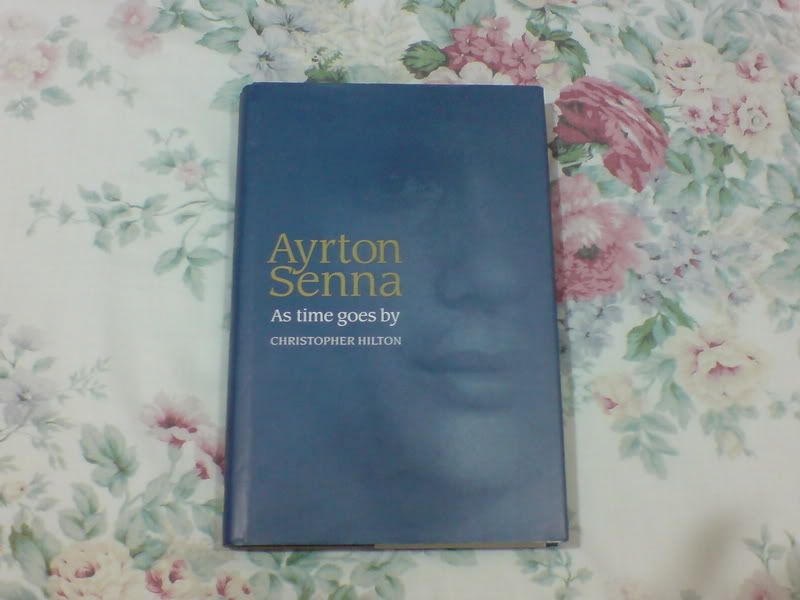 Ayrton
Senna
As time goes by
CHRISTOPHER HILTON